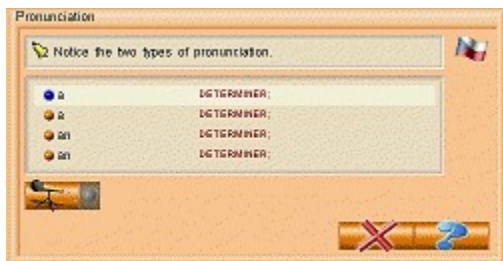 Pronunciation
Notice the two types of pronunciation.
a DETERMINER;
a DETERMINER;
an DETERMINER;
an DETERMINER;